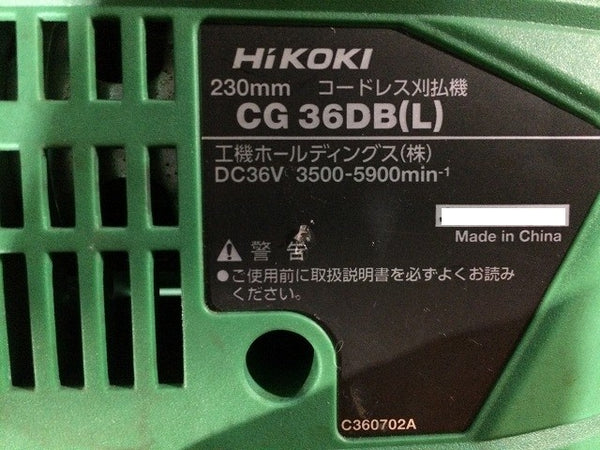 HiKOKI
230mm コードレス刈払機
CG 36DB(L)
工機ホールディングス(株)
DC36V 3500-5900min-1
Made in China
警告
●ご使用前に取扱説明書を必ずよくお読み
ください。
C360702A